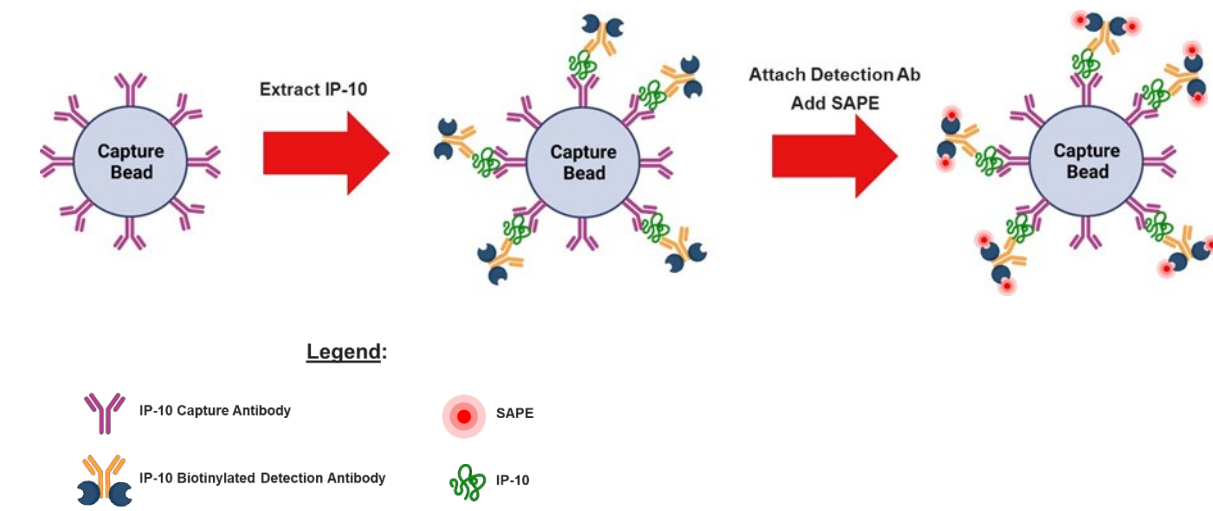 Extract IP-10
Attach Detection Ab
Add SAPE
Capture
Bead
Capture
Bead
Capture
Bead
Legend:
IP-10 Capture Antibody
SAPE
IP-10 Biotinylated Detection Antibody
IP-10